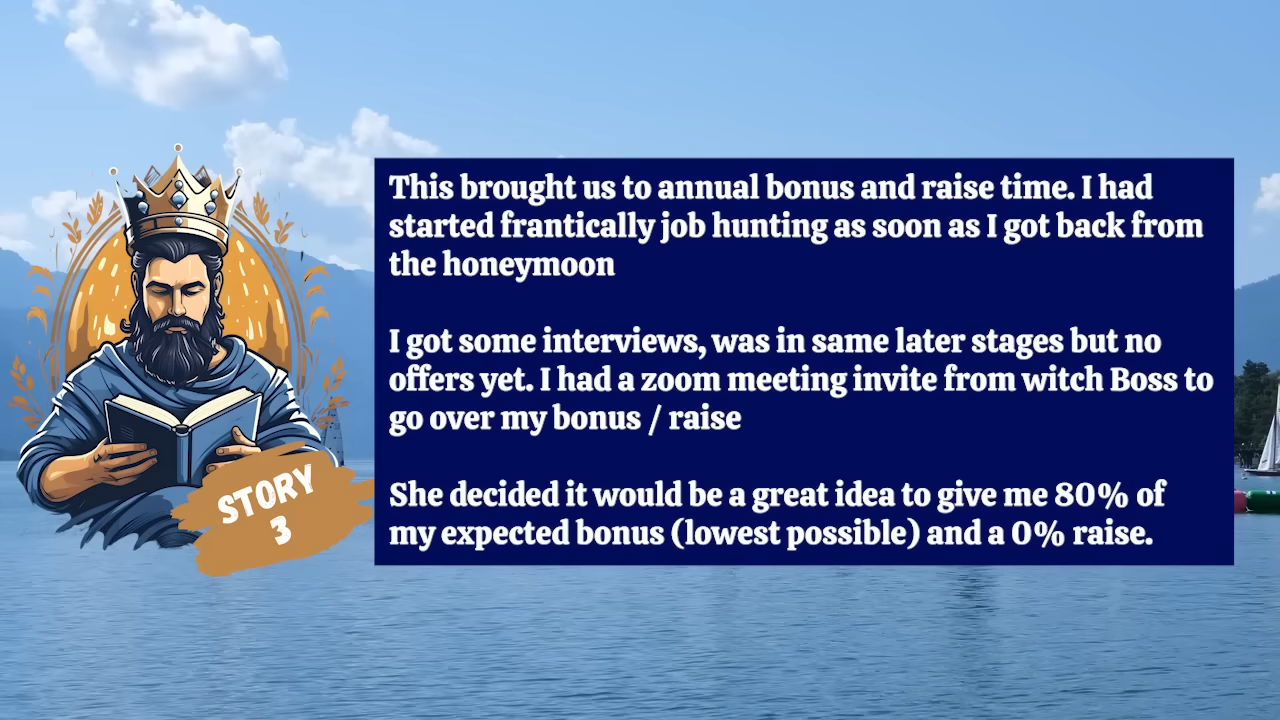 This brought us to annual bonus and raise time. I had
started frantically job hunting as soon as I got back from
the honeymoon
I got some interviews, was in same later stages but no
offers yet. I had a zoom meeting invite from witch Boss to
go over my bonus / raise
She decided it would be a great idea to give me 80% of
my expected bonus (lowest possible) and a 0% raise.
STORY
3